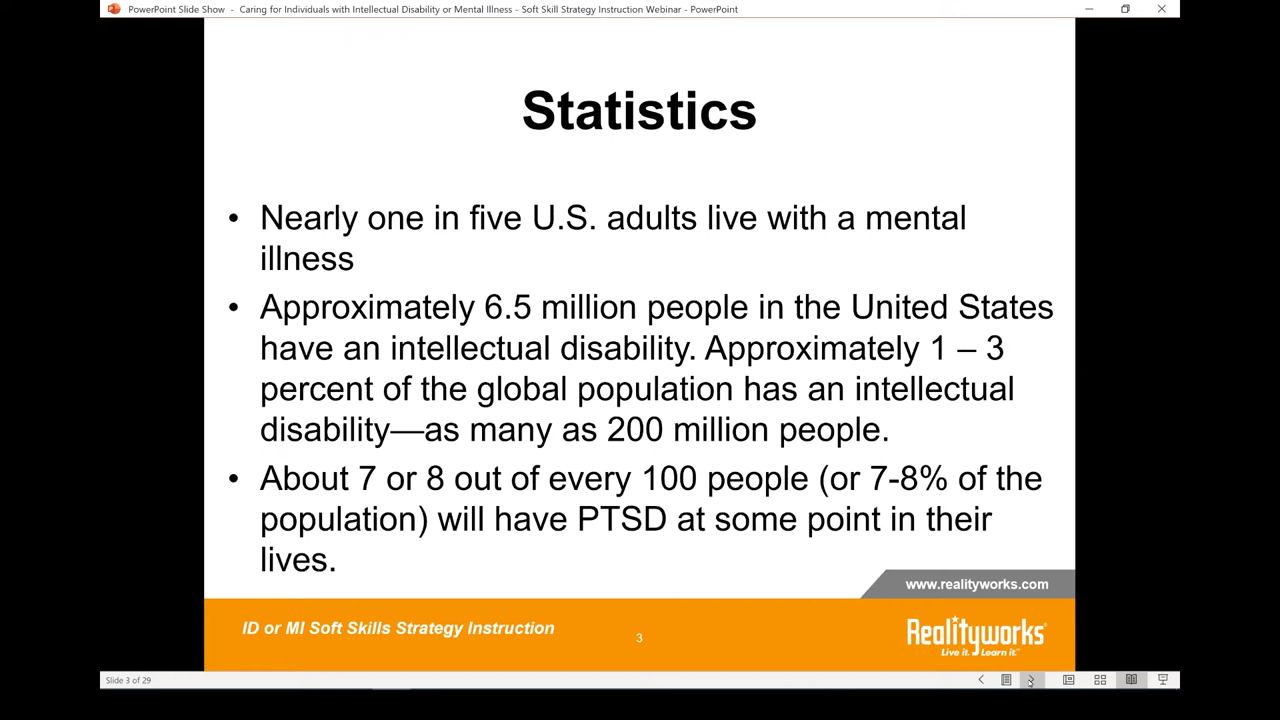 PowerPoint Slide Show - Caring for Individuals with Intellectual Disability or Mental Illness - Soft Skill Strategy Instruction Webinar - PowerPoint
Statistics
• Nearly one in five U.S. adults live with a mental
illness
• Approximately 6.5 million people in the United States
have an intellectual disability. Approximately 1 – 3
percent of the global population has an intellectual
disability—as many as 200 million people.
• About 7 or 8 out of every 100 people (or 7-8% of the
population) will have PTSD at some point in their
lives.
www.realityworks.com
ID or MI Soft Skills Strategy Instruction
3
Realityworks®
Live it. Learn it.™
Slide 3 of 29